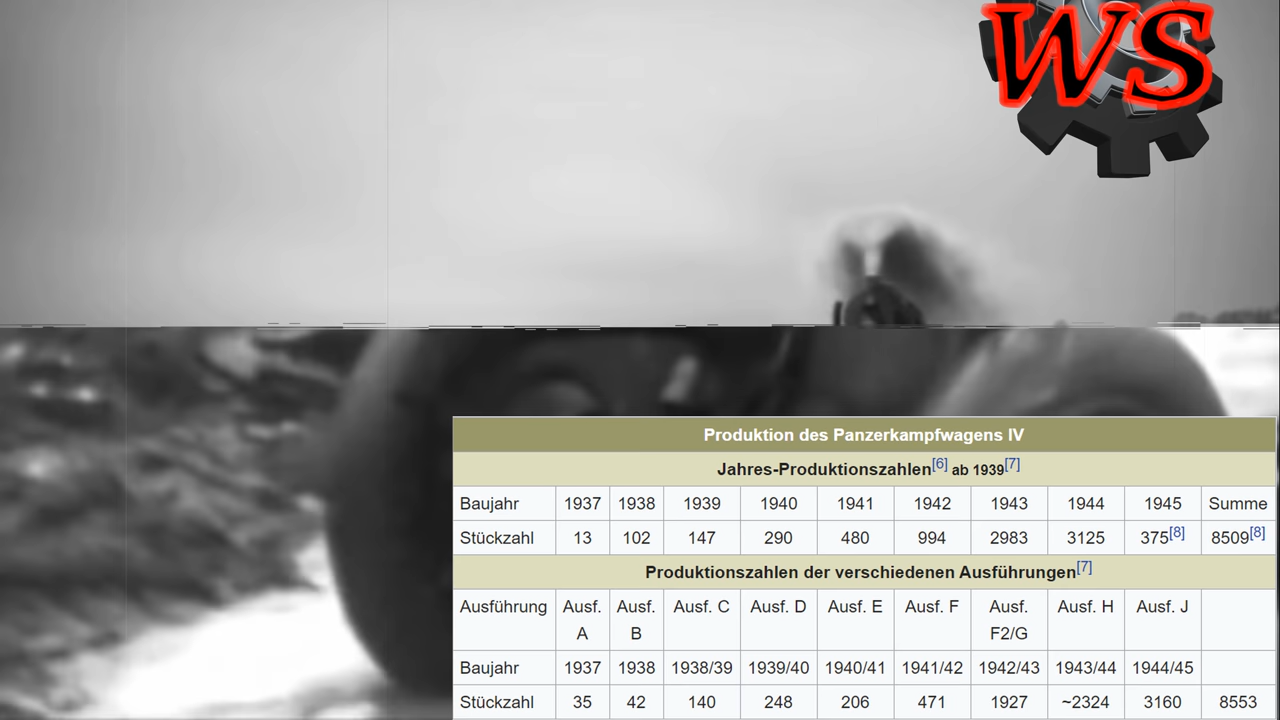 WS
Produktion des Panzerkampfwagens IV
Jahres-Produktionszahlen[6] ab 1939[7]
Baujahr 1937 1938 1939 1940 1941 1942 1943 1944 1945 Summe
Stückzahl 13 102 147 290 480 994 2983 3125 375[8] 8509[8]
Produktionszahlen der verschiedenen Ausführungen[7]
Ausführung Ausf. A Ausf. B Ausf. C Ausf. D Ausf. E Ausf. F Ausf. F2/G Ausf. H Ausf. J
Baujahr 1937 1938 1938/39 1939/40 1940/41 1941/42 1942/43 1943/44 1944/45
Stückzahl 35 42 140 248 206 471 1927 ~2324 3160 8553